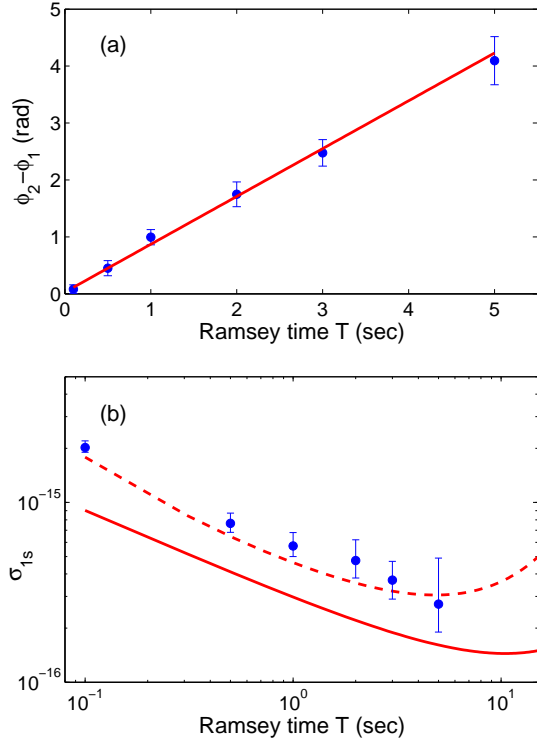 (a)
5
4
3
2
1
0
ϕ₂−ϕ₁ (rad)
0 1 2 3 4 5
Ramsey time T (sec)
(b)
10⁻¹⁵
10⁻¹⁶
σ₁ₛ
10⁻¹ 10⁰ 10¹
Ramsey time T (sec)